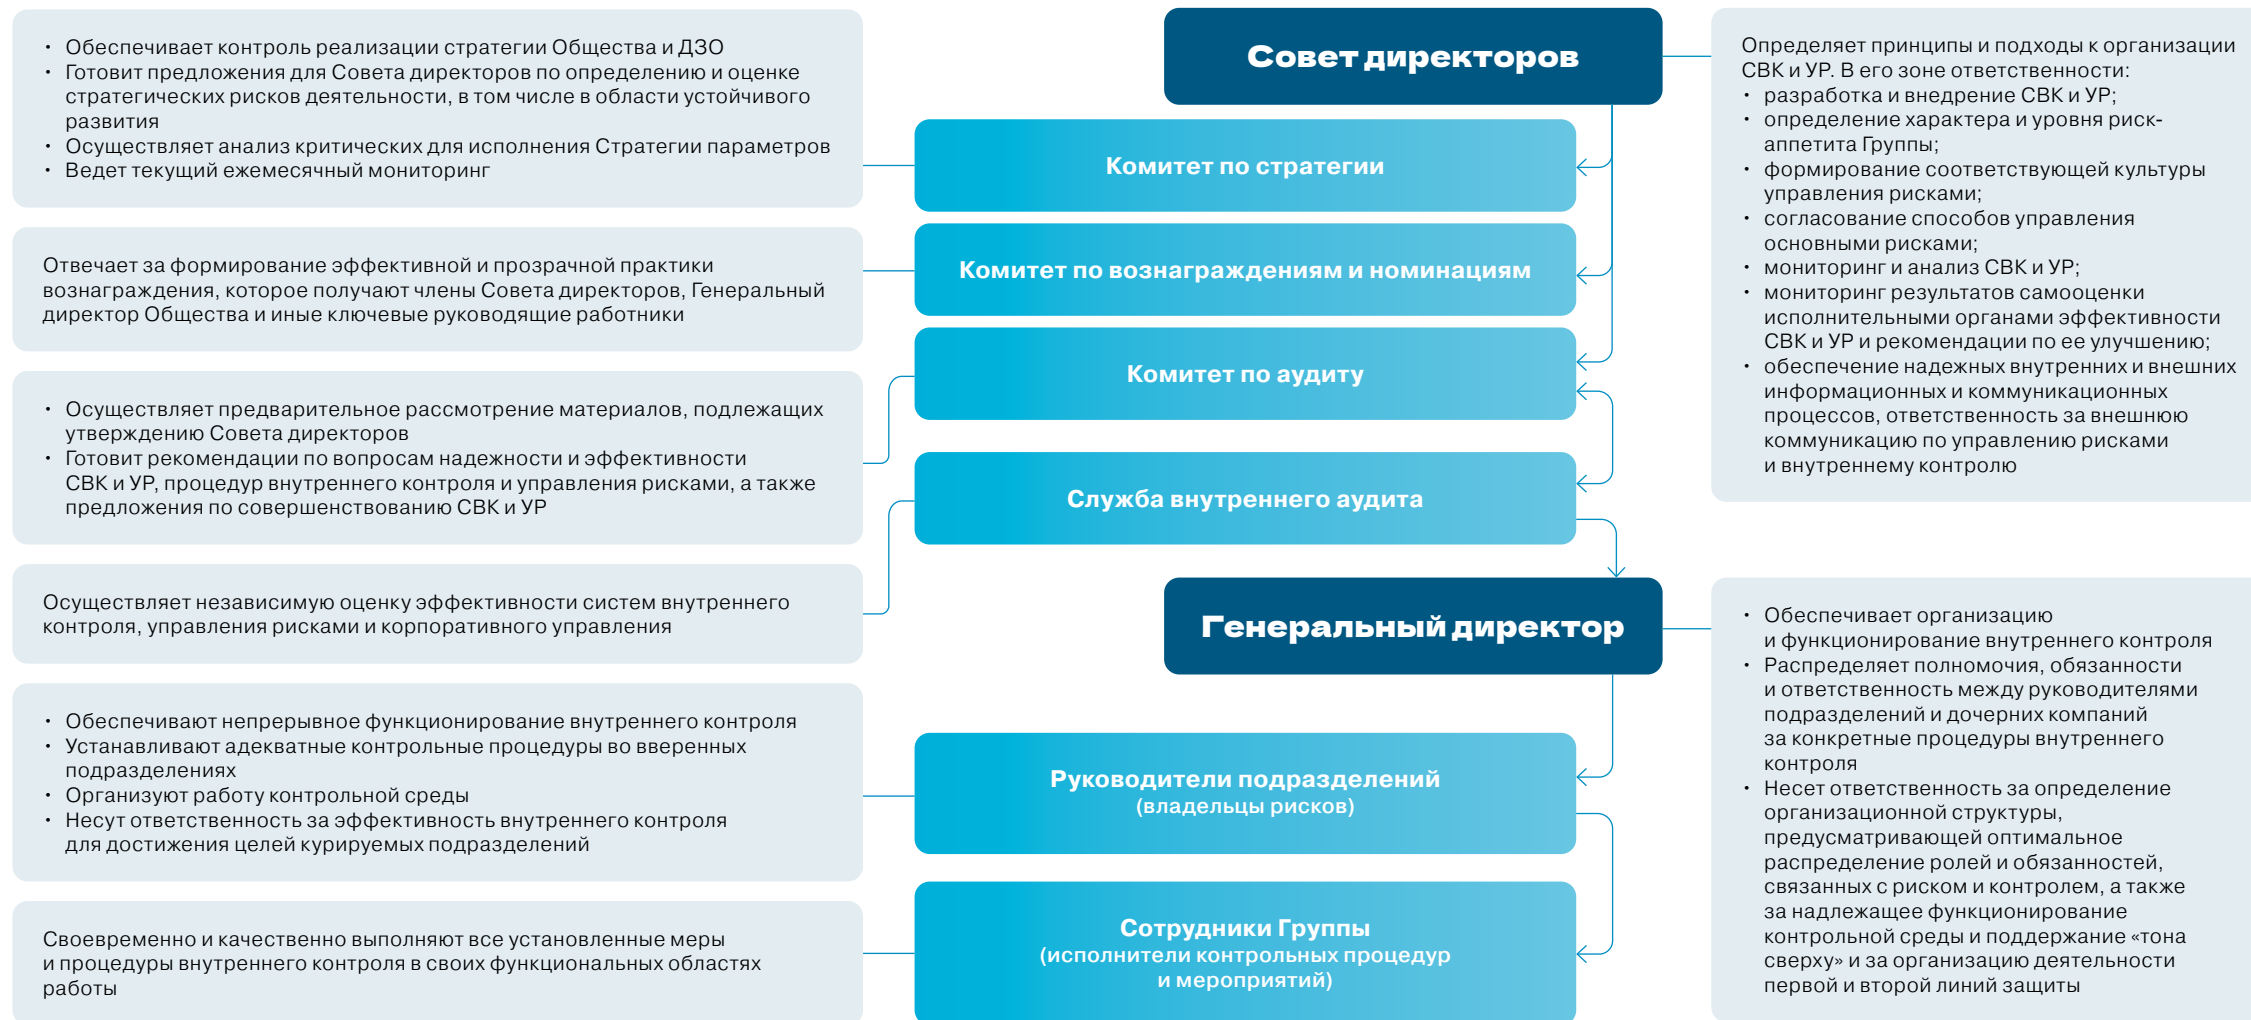 Совет директоров
Определяет принципы и подходы к организации
СВК и УР. В его зоне ответственности:
• разработка и внедрение СВК и УР;
• определение характера и уровня риск-
аппетита Группы;
• формирование соответствующей культуры
управления рисками;
• согласование способов управления
основными рисками;
• мониторинг и анализ СВК и УР;
• мониторинг результатов самооценки
исполнительными органами эффективности
СВК и УР и рекомендации по ее улучшению;
• обеспечение надежных внутренних и внешних
информационных и коммуникационных
процессов, ответственность за внешнюю
коммуникацию по управлению рисками
и внутреннему контролю
Комитет по стратегии
• Обеспечивает контроль реализации стратегии Общества и ДЗО
• Готовит предложения для Совета директоров по определению и оценке
стратегических рисков деятельности, в том числе в области устойчивого
развития
• Осуществляет анализ критических для исполнения Стратегии параметров
• Ведет текущий ежемесячный мониторинг
Комитет по вознаграждениям и номинациям
Отвечает за формирование эффективной и прозрачной практики
вознаграждения, которое получают члены Совета директоров, Генеральный
директор Общества и иные ключевые руководящие работники
Комитет по аудиту
• Осуществляет предварительное рассмотрение материалов, подлежащих
утверждению Совета директоров
• Готовит рекомендации по вопросам надежности и эффективности
СВК и УР, процедур внутреннего контроля и управления рисками, а также
предложения по совершенствованию СВК и УР
Служба внутреннего аудита
Осуществляет независимую оценку эффективности систем внутреннего
контроля, управления рисками и корпоративного управления
Генеральный директор
• Обеспечивает организацию
и функционирование внутреннего контроля
• Распределяет полномочия, обязанности
и ответственность между руководителями
подразделений и дочерних компаний
за конкретные процедуры внутреннего
контроля
• Несет ответственность за определение
организационной структуры,
предусматривающей оптимальное
распределение ролей и обязанностей,
связанных с риском и контролем, а также
за надлежащее функционирование
контрольной среды и поддержание «тона
сверху» и за организацию деятельности
первой и второй линий защиты
Руководители подразделений
(владельцы рисков)
• Обеспечивают непрерывное функционирование внутреннего контроля
• Устанавливают адекватные контрольные процедуры во вверенных
подразделениях
• Организуют работу контрольной среды
• Несут ответственность за эффективность внутреннего контроля
для достижения целей курируемых подразделений
Сотрудники Группы
(исполнители контрольных процедур
и мероприятий)
Своевременно и качественно выполняют все установленные меры
и процедуры внутреннего контроля в своих функциональных областях
работы